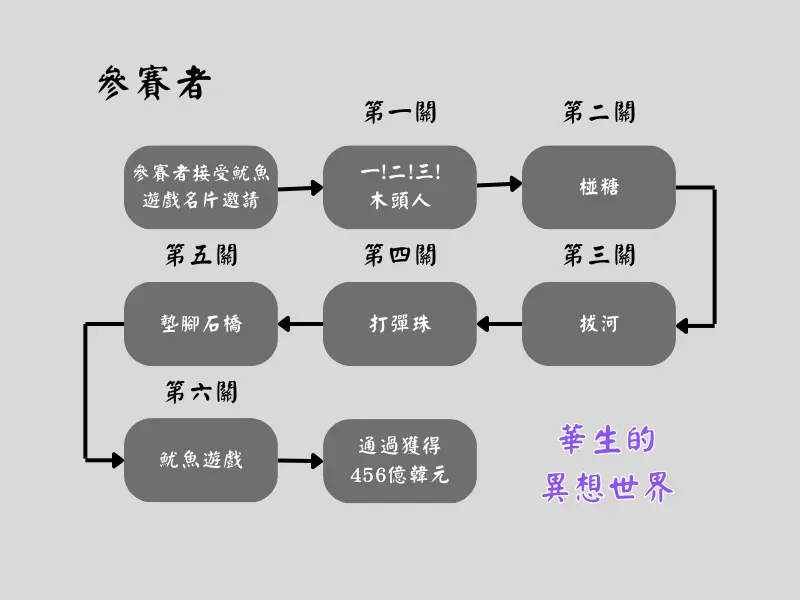 參賽者
參賽者接受魷魚
遊戲名片邀請
第一關
一!二!三!
木頭人
第二關
椪糖
第三關
拔河
第四關
打彈珠
第五關
墊腳石橋
第六關
魷魚遊戲
通過獲得
456億韓元
華生的
異想世界